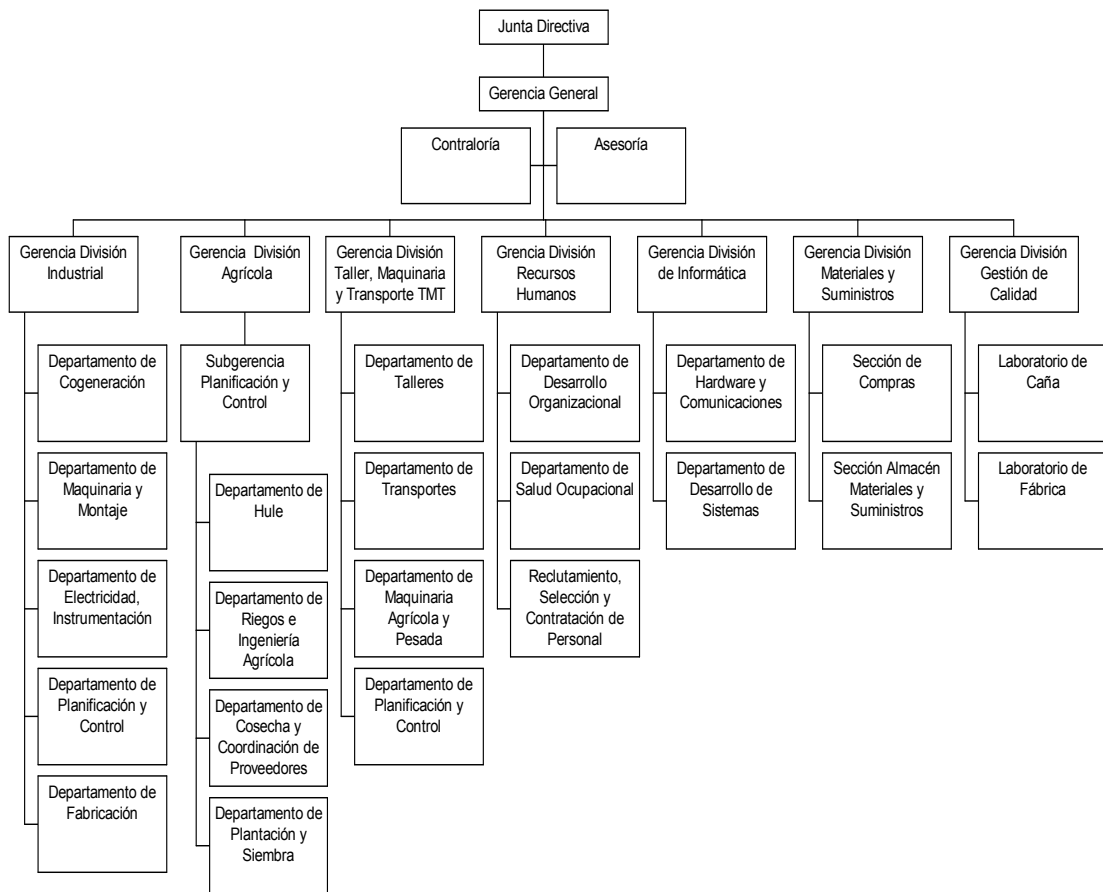 Junta Directiva
Gerencia General
Contraloría
Asesoría
Gerencia División
Industrial
Gerencia División
Agrícola
Gerencia División
Taller, Maquinaria
y Transporte TMT
Grencia División
Recursos
Humanos
Gerencia División
de Informática
Gerencia División
Materiales y
Suministros
Gerencia División
Gestión de
Calidad
Departamento de
Cogeneración
Departamento de
Maquinaria y
Montaje
Departamento de
Electricidad,
Instrumentación
Departamento de
Planificación y
Control
Departamento de
Fabricación
Subgerencia
Planificación y
Control
Departamento de
Hule
Departamento de
Riegos e
Ingeniería
Agrícola
Departamento de
Cosecha y
Coordinación de
Proveedores
Departamento de
Plantación y
Siembra
Departamento de
Talleres
Departamento de
Transportes
Departamento de
Maquinaria
Agrícola y
Pesada
Departamento de
Planificación y
Control
Departamento de
Desarrollo
Organizacional
Departamento de
Salud Ocupacional
Reclutamiento,
Selección y
Contratación de
Personal
Departamento de
Hardware y
Comunicaciones
Departamento de
Desarrollo de
Sistemas
Sección de
Compras
Sección Almacén
Materiales y
Suministros
Laboratorio de
Caña
Laboratorio de
Fábrica